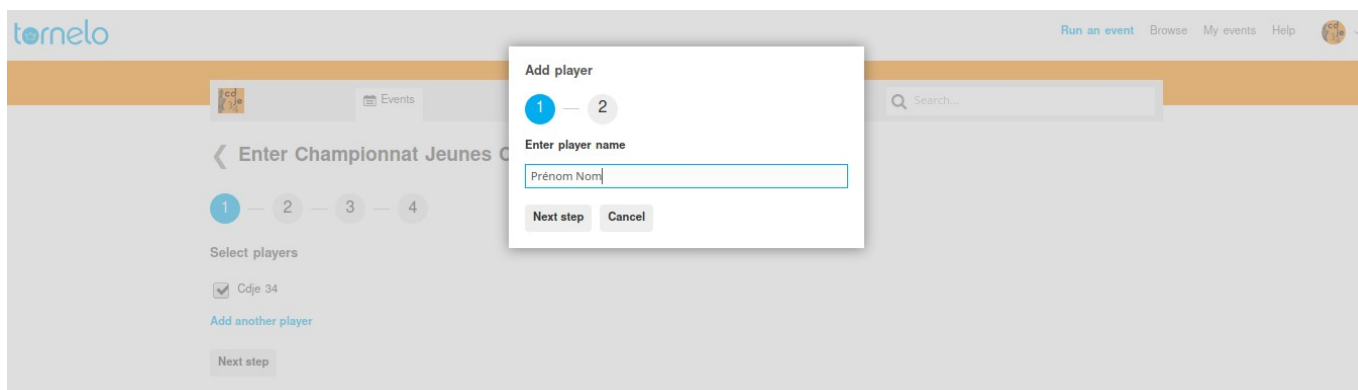 tornelo
Run an event Browse My events Help
Add player
Events
Search...
1 2
Enter Championnat Jeunes
Enter player name
Prénom Nom
1 2 3 4
Next step Cancel
Select players
Cdje 34
Add another player
Next step